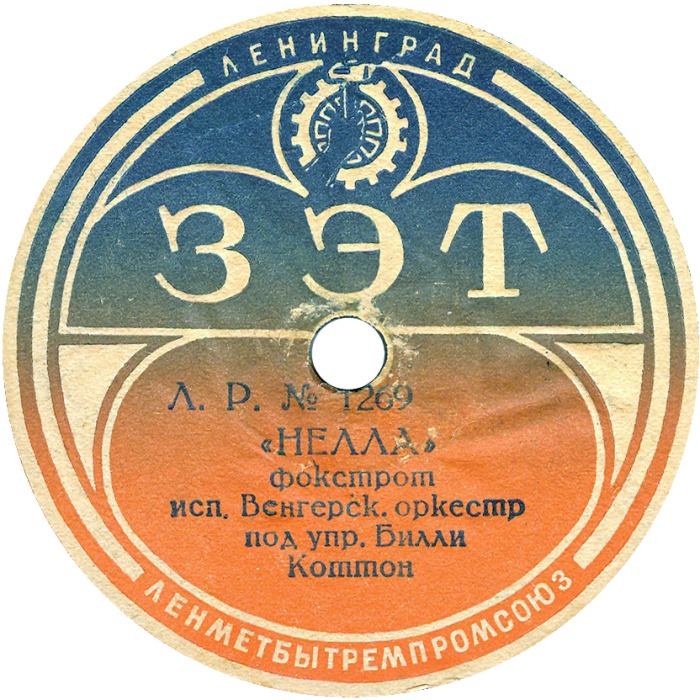 ЛЕНИНГРАД
ЗЭТ
Л. Р. № 1269
«НЕЛЛА»
фокстрот
исп. Венгерск. оркестр
под упр. Билли
Коттон
ЛЕНМЕТБЫТРЕМПРОМСОЮЗ